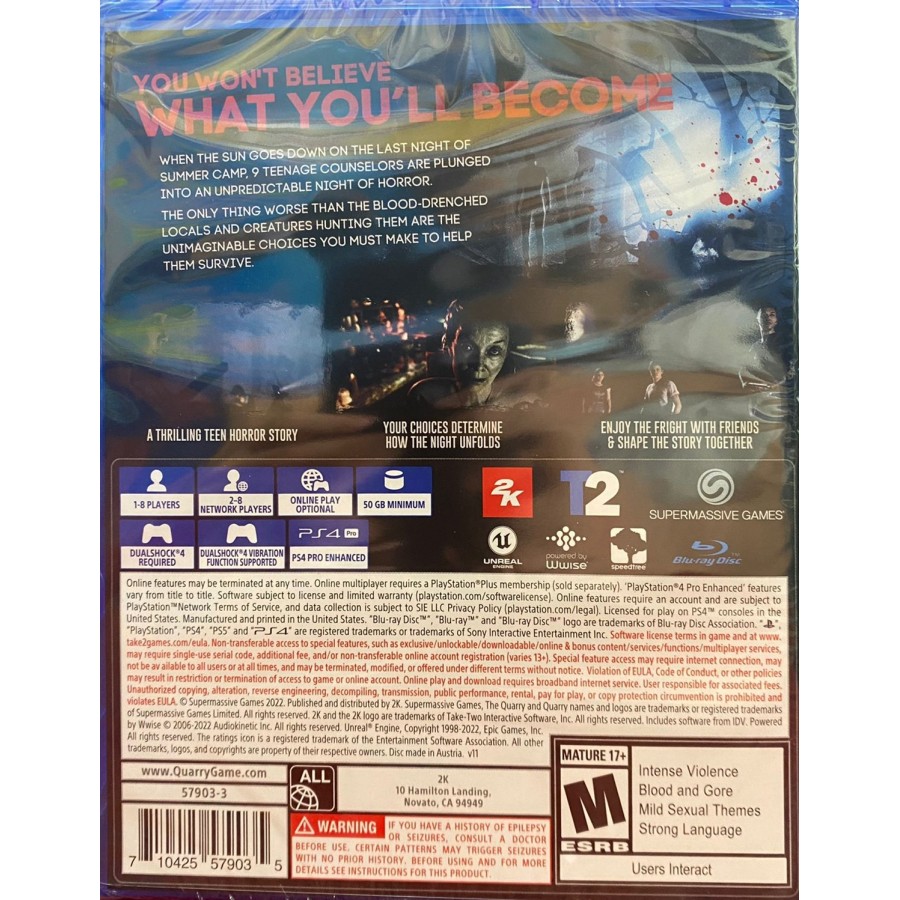 YOU WON'T BELIEVE
WHAT YOU'LL BECOME
WHEN THE SUN GOES DOWN ON THE LAST NIGHT OF
SUMMER CAMP, 9 TEENAGE COUNSELORS ARE PLUNGED
INTO AN UNPREDICTABLE NIGHT OF HORROR.
THE ONLY THING WORSE THAN THE BLOOD-DRENCHED
LOCALS AND CREATURES HUNTING THEM ARE THE
UNIMAGINABLE CHOICES YOU MUST MAKE TO HELP
THEM SURVIVE.
A THRILLING TEEN HORROR STORY
YOUR CHOICES DETERMINE
HOW THE NIGHT UNFOLDS
ENJOY THE FRIGHT WITH FRIENDS
& SHAPE THE STORY TOGETHER
1-8 PLAYERS
2-8
NETWORK PLAYERS
ONLINE PLAY
OPTIONAL
50 GB MINIMUM
DUALSHOCK®4
REQUIRED
DUALSHOCK®4 VIBRATION
FUNCTION SUPPORTED
PS4 Pro
PS4 PRO ENHANCED
2K
T2™
SUPERMASSIVE GAMES
UNREAL
ENGINE
powered by
Wwise
speedtree
Blu-ray Disc™
Online features may be terminated at any time. Online multiplayer requires a PlayStation®Plus membership (sold separately). 'PlayStation®4 Pro Enhanced' features
vary from title to title. Software subject to license and limited warranty (playstation.com/softwarelicense). Online features require an account and are subject to
PlayStation™Network Terms of Service, and data collection is subject to SIE LLC Privacy Policy (playstation.com/legal). Licensed for play on PS4™ consoles in the
United States. Manufactured and printed in the United States. "Blu-ray Disc™", "Blu-ray™" and "Blu-ray Disc™" logo are trademarks of Blu-ray Disc Association. "PS",
"PlayStation", "PS4", "PS5" and "PS4" are registered trademarks or trademarks of Sony Interactive Entertainment Inc. Software license terms in game and at www.
take2games.com/eula. Non-transferable access to special features, such as exclusive/unlockable/downloadable/online & bonus content/services/functions/multiplayer services,
may require single-use serial code, additional fee, and/or non-transferable online account registration (varies 13+). Special feature access may require internet connection, may
not be available to all users or at all times, and may be terminated, modified, or offered under different terms without notice. Violation of EULA, Code of Conduct, or other policies
may result in restriction or termination of access to game or online account. Online play and download requires broadband internet service. User responsible for associated fees.
Unauthorized copying, alteration, reverse engineering, decompiling, transmission, public performance, rental, pay for play, or copy protection circumvention is prohibited and
violates EULA. © Supermassive Games 2022. Published and distributed by 2K. Supermassive Games, The Quarry and Quarry names and logos are trademarks or registered trademarks
of Supermassive Games Limited. All rights reserved. 2K and the 2K logo are trademarks of Take-Two Interactive Software, Inc. All rights reserved. Includes software from IDV. Powered
by Wwise © 2006-2022 Audiokinetic Inc. All rights reserved. Unreal® Engine, Copyright 1998-2022, Epic Games, Inc.
All rights reserved. The ratings icon is a registered trademark of the Entertainment Software Association. All other
trademarks, logos, and copyrights are property of their respective owners. Disc made in Austria. v11
www.QuarryGame.com
57903-3
ALL
2K
10 Hamilton Landing,
Novato, CA 94949
WARNING IF YOU HAVE A HISTORY OF EPILEPSY
OR SEIZURES, CONSULT A DOCTOR
BEFORE USE. CERTAIN PATTERNS MAY TRIGGER SEIZURES
WITH NO PRIOR HISTORY. BEFORE USING AND FOR MORE
DETAILS SEE INSTRUCTIONS FOR THIS PRODUCT.
7 10425 57903 5
MATURE 17+
M
ESRB
Intense Violence
Blood and Gore
Mild Sexual Themes
Strong Language
Users Interact